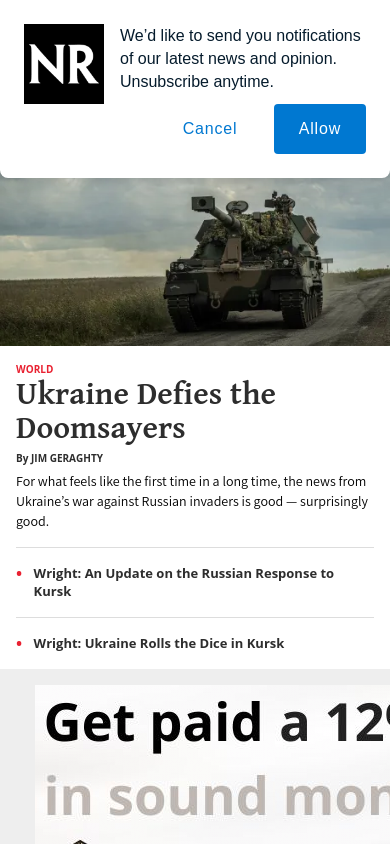 NR
We’d like to send you notifications
of our latest news and opinion.
Unsubscribe anytime.
Cancel
Allow
WORLD
Ukraine Defies the
Doomsayers
By JIM GERAGHTY
For what feels like the first time in a long time, the news from
Ukraine’s war against Russian invaders is good — surprisingly
good.
Wright: An Update on the Russian Response to
Kursk
Wright: Ukraine Rolls the Dice in Kursk
Get paid a 12
in sound